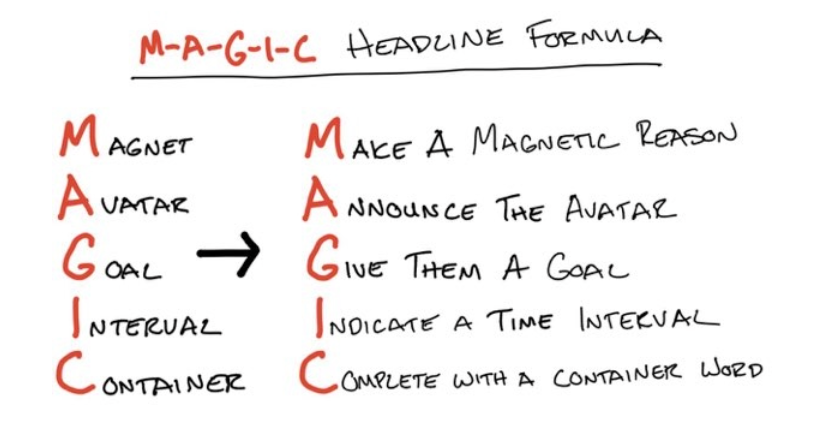 M-A-G-I-C HEADLINE FORMULA
MAGNET
AVATAR
GOAL
INTERVAL
CONTAINER
MAKE A MAGNETIC REASON
ANNOUNCE THE AVATAR
GIVE THEM A GOAL
INDICATE A TIME INTERVAL
COMPLETE WITH A CONTAINER WORD